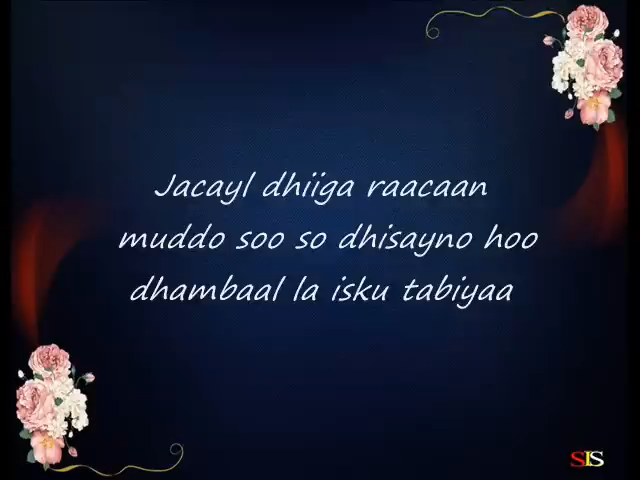 Jacayl dhiiga raacaan
muddo soo so dhisayno hoo
dhambaal la isku tabiyaa
SIS